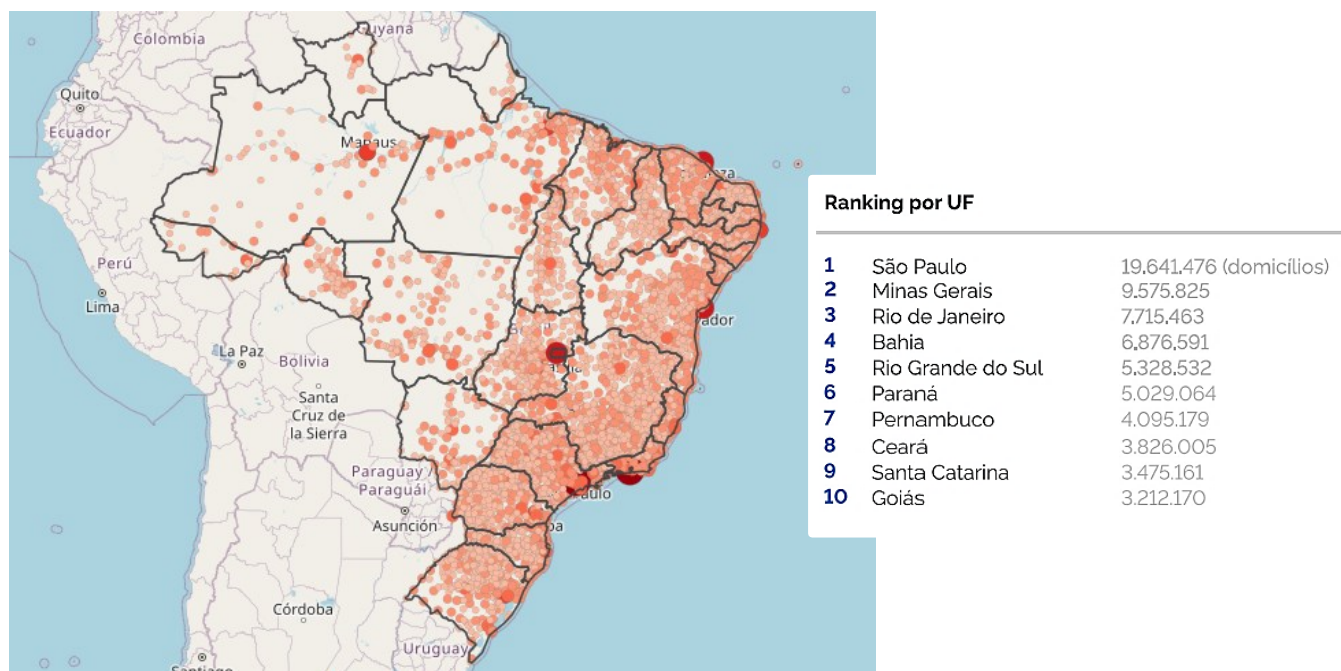 Colombia
Guyana
Quito
Ecuador
Manaus
Perú
Lima
La Paz
Bolivia
Santa
Cruz de
la Sierra
Paraguay /
Paraguái
Asunción
Córdoba
Uruguay
Ranking por UF
1 São Paulo 19.641.476 (domicílios)
2 Minas Gerais 9.575.825
3 Rio de Janeiro 7.715.463
4 Bahia 6.876.591
5 Rio Grande do Sul 5.328.532
6 Paraná 5.029.064
7 Pernambuco 4.095.179
8 Ceará 3.826.005
9 Santa Catarina 3.475.161
10 Goiás 3.212.170